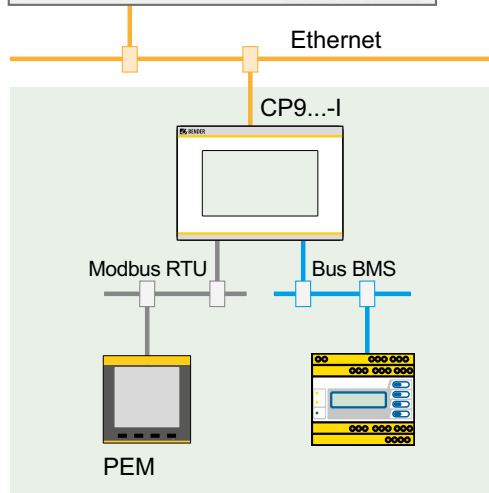 Ethernet
CP9...-I
BENDER
Modbus RTU
Bus BMS
PEM